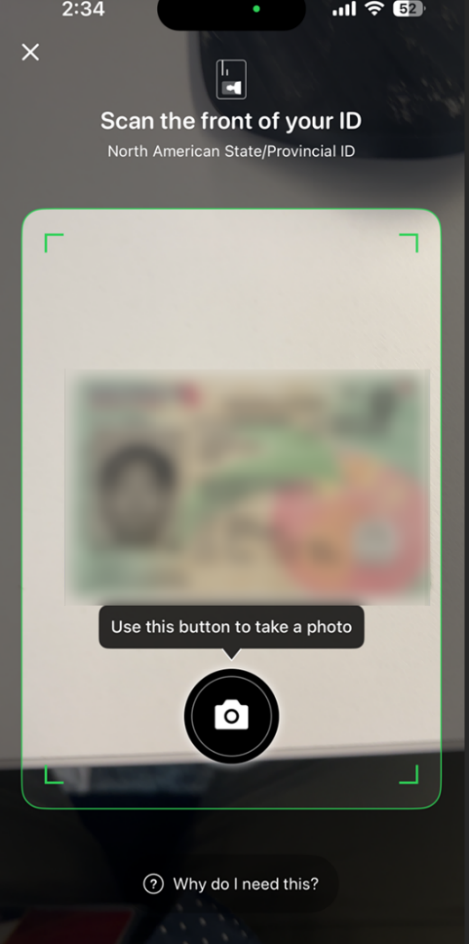 2:34
52
Scan the front of your ID
North American State/Provincial ID
Use this button to take a photo
? Why do I need this?